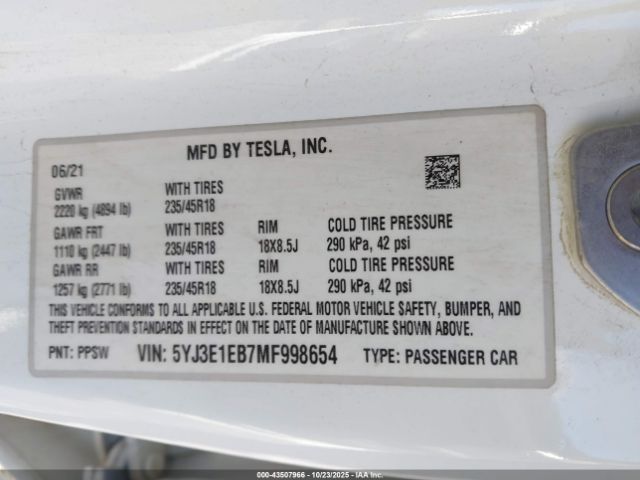 MFD BY TESLA, INC.
06/21
GVWR WITH TIRES
2220 kg (4894 lb) 235/45R18
GAWR FRT WITH TIRES RIM COLD TIRE PRESSURE
1110 kg (2447 lb) 235/45R18 18X8.5J 290 kPa, 42 psi
GAWR RR WITH TIRES RIM COLD TIRE PRESSURE
1257 kg (2771 lb) 235/45R18 18X8.5J 290 kPa, 42 psi
THIS VEHICLE CONFORMS TO ALL APPLICABLE U.S. FEDERAL MOTOR VEHICLE SAFETY, BUMPER, AND
THEFT PREVENTION STANDARDS IN EFFECT ON THE DATE OF MANUFACTURE SHOWN ABOVE.
PNT: PPSW VIN: 5YJ3E1EB7MF998654 TYPE: PASSENGER CAR
000-43507966 - 10/23/2025 - IAAI.COM